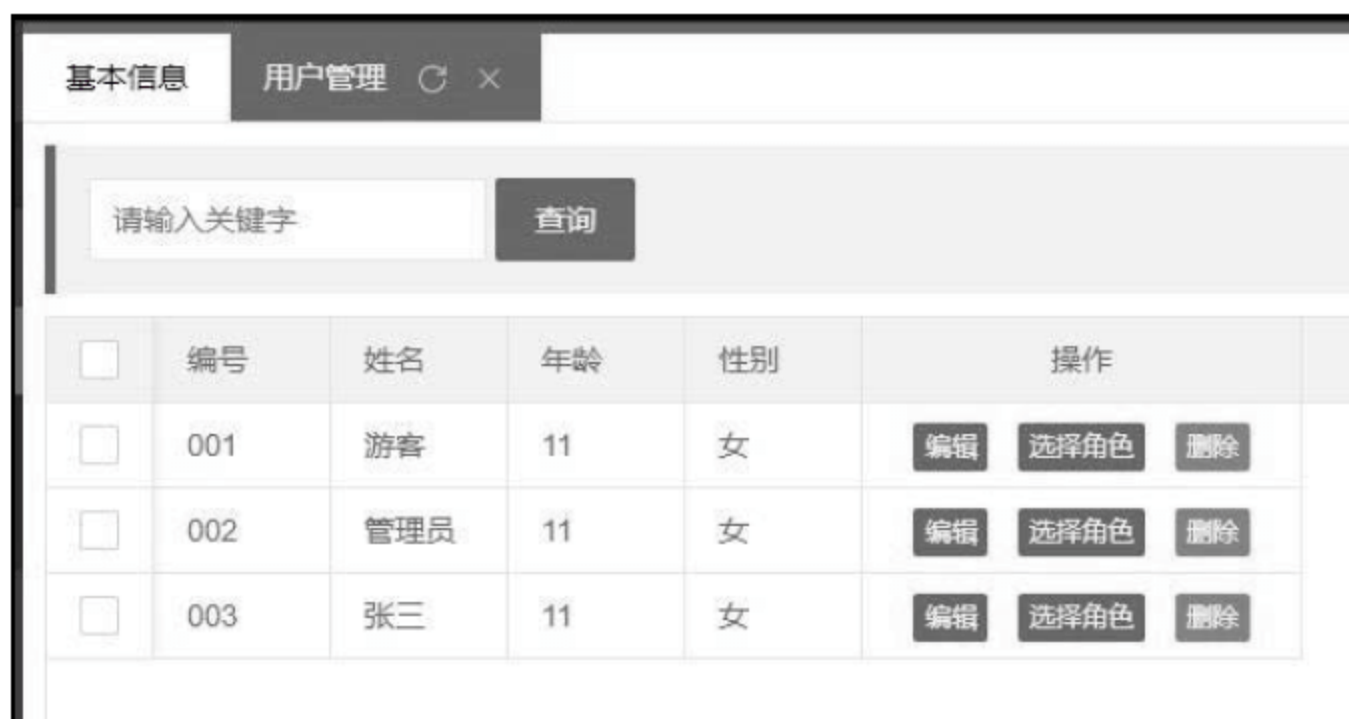 基本信息 用户管理
请输入关键字 查询
编号 姓名 年龄 性别 操作
001 游客 11 女 编辑 选择角色 删除
002 管理员 11 女 编辑 选择角色 删除
003 张三 11 女 编辑 选择角色 删除